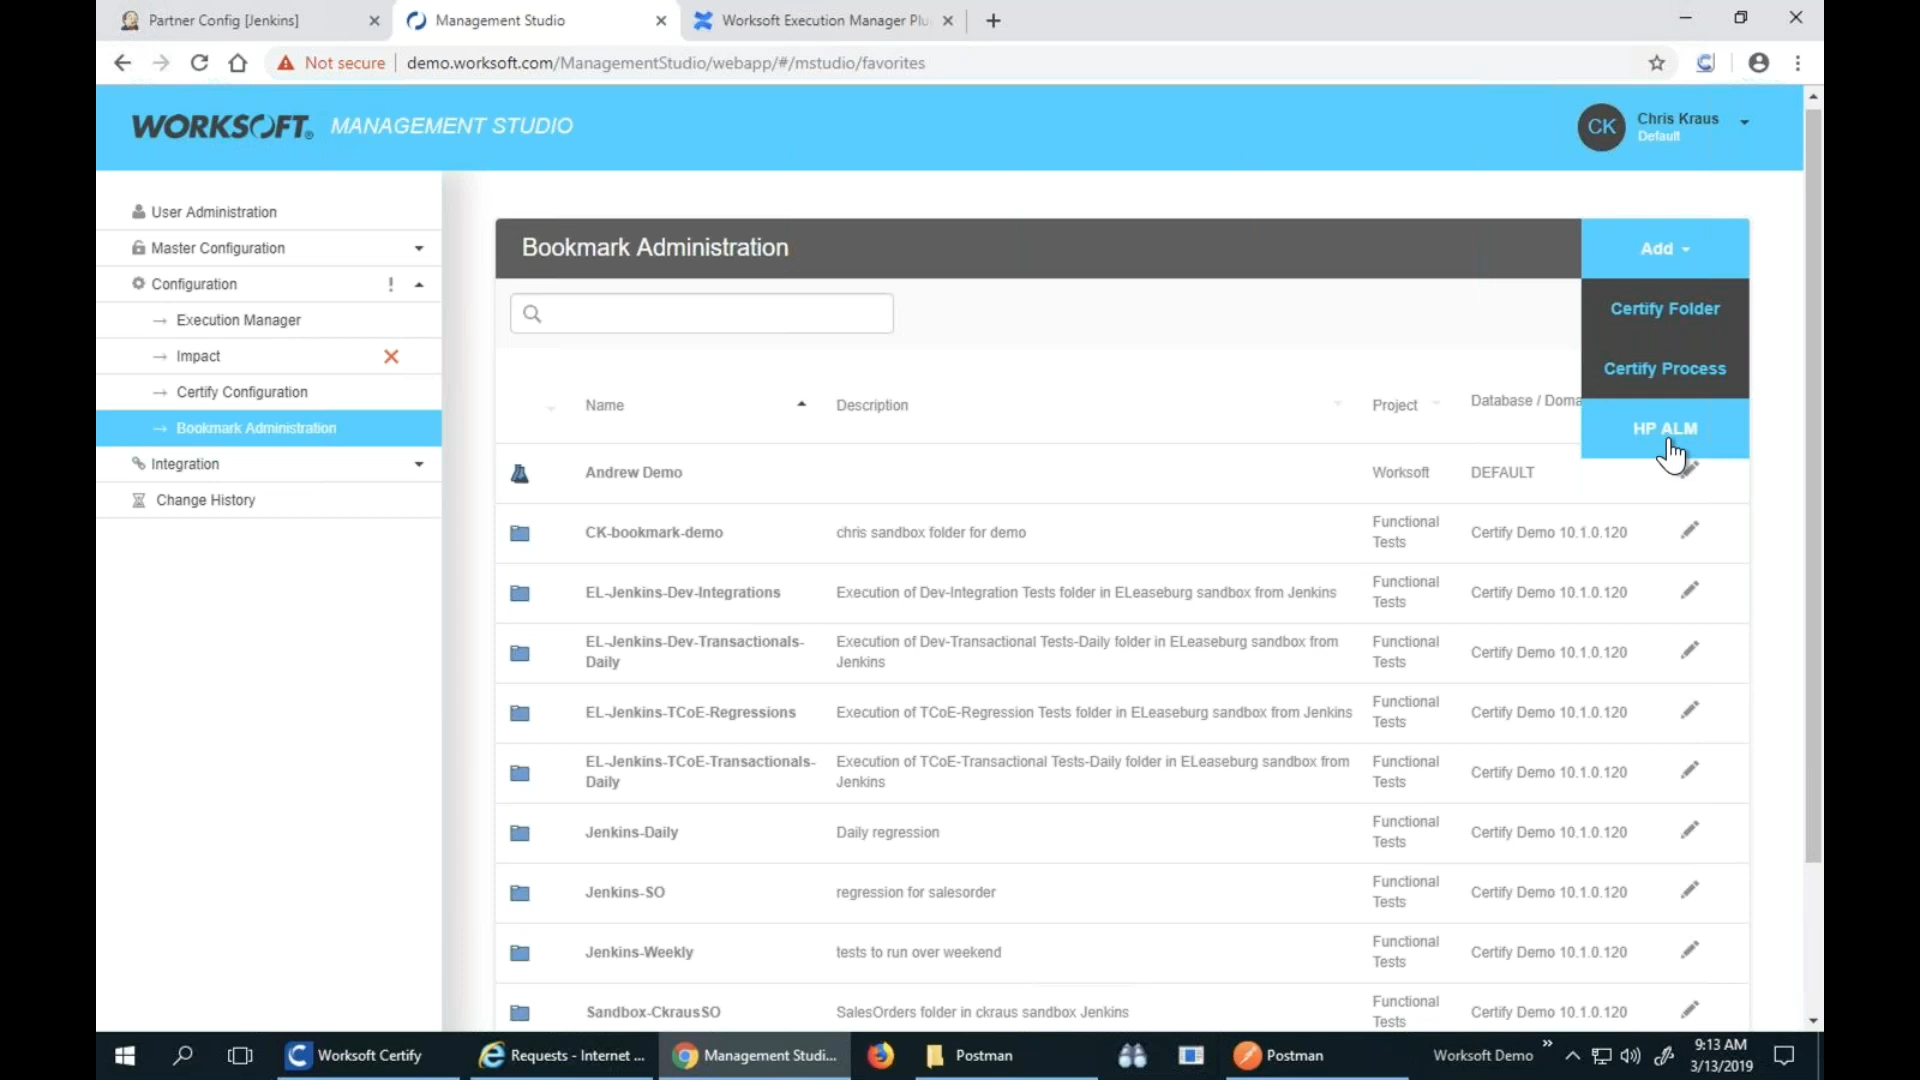 Partner Config [Jenkins]
Management Studio
Worksoft Execution Manager Plu
Not secure
demo.worksoft.com/ManagementStudio/webapp/#/mstudio/favorites
WORKSOFT® MANAGEMENT STUDIO
CK
Chris Kraus
Default
User Administration
Master Configuration
Configuration !
Execution Manager
Impact
Certify Configuration
Bookmark Administration
Integration
Change History
Bookmark Administration
Add
Certify Folder
Certify Process
HP ALM
Name Description Project Database / Doma
Andrew Demo Worksoft DEFAULT
CK-bookmark-demo chris sandbox folder for demo Functional Tests Certify Demo 10.1.0.120
EL-Jenkins-Dev-Integrations Execution of Dev-Integration Tests folder in ELeaseburg sandbox from Jenkins Functional Tests Certify Demo 10.1.0.120
EL-Jenkins-Dev-Transactionals-Daily Execution of Dev-Transactional Tests-Daily folder in ELeaseburg sandbox from Jenkins Functional Tests Certify Demo 10.1.0.120
EL-Jenkins-TCoE-Regressions Execution of TCoE-Regression Tests folder in ELeaseburg sandbox from Jenkins Functional Tests Certify Demo 10.1.0.120
EL-Jenkins-TCoE-Transactionals-Daily Execution of TCoE-Transactional Tests-Daily folder in ELeaseburg sandbox from Jenkins Functional Tests Certify Demo 10.1.0.120
Jenkins-Daily Daily regression Functional Tests Certify Demo 10.1.0.120
Jenkins-SO regression for salesorder Functional Tests Certify Demo 10.1.0.120
Jenkins-Weekly tests to run over weekend Functional Tests Certify Demo 10.1.0.120
Sandbox-CkrausSO SalesOrders folder in ckraus sandbox Jenkins Functional Tests Certify Demo 10.1.0.120
Worksoft Certify
Requests - Internet ...
Management Studi...
Postman
Postman
Worksoft Demo
9:13 AM
3/13/2019